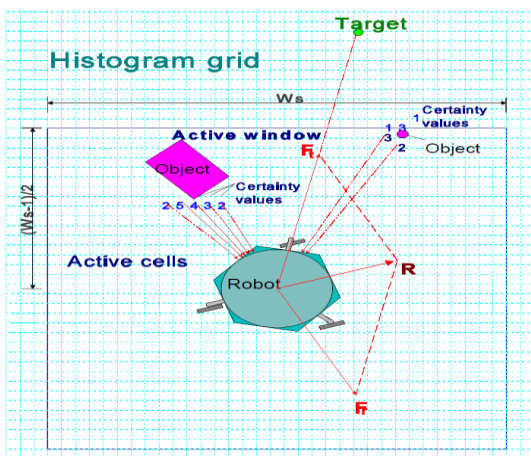 Target
Histogram grid
Ws
Certainty
values
1 3 1
3
2
Object
Active window
Ft
Object
Certainty
values
2 5 4 3 2
(Ws-1)/2
Active cells
Robot
R